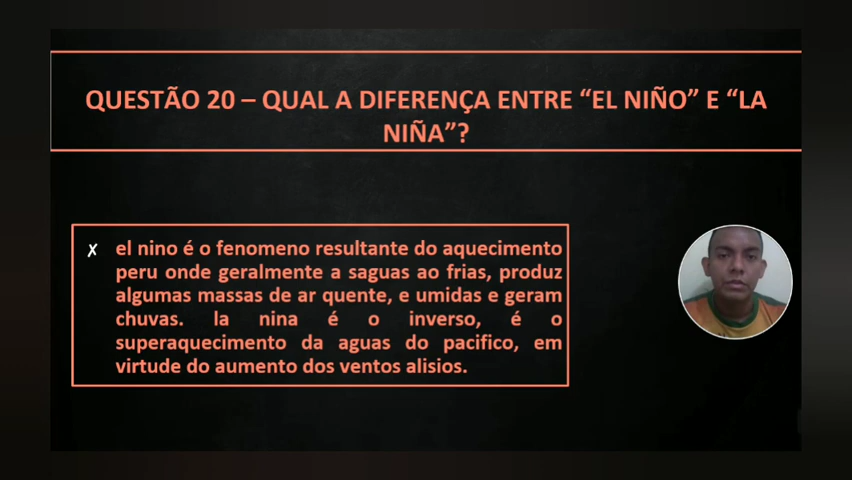 QUESTÃO 20 – QUAL A DIFERENÇA ENTRE “EL NIÑO” E “LA
NIÑA”?
✗ el nino é o fenomeno resultante do aquecimento
peru onde geralmente a saguas ao frias, produz
algumas massas de ar quente, e umidas e geram
chuvas. la nina é o inverso, é o
superaquecimento da aguas do pacifico, em
virtude do aumento dos ventos alisios.